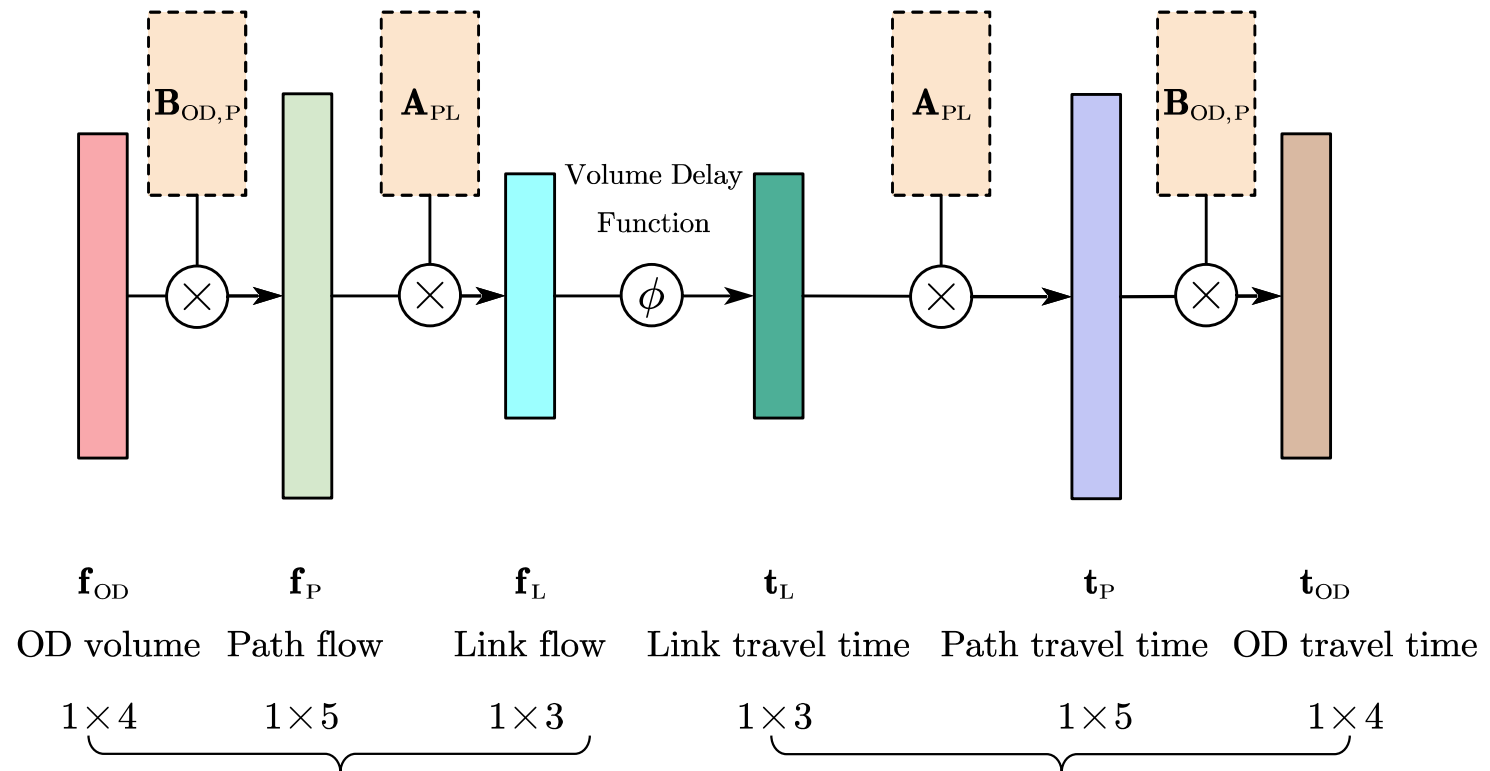 B_OD,P A_PL A_PL B_OD,P
Volume Delay
Function
× × ϕ × ×
f_OD f_P f_L t_L t_P t_OD
OD volume Path flow Link flow Link travel time Path travel time OD travel time
1×4 1×5 1×3 1×3 1×5 1×4